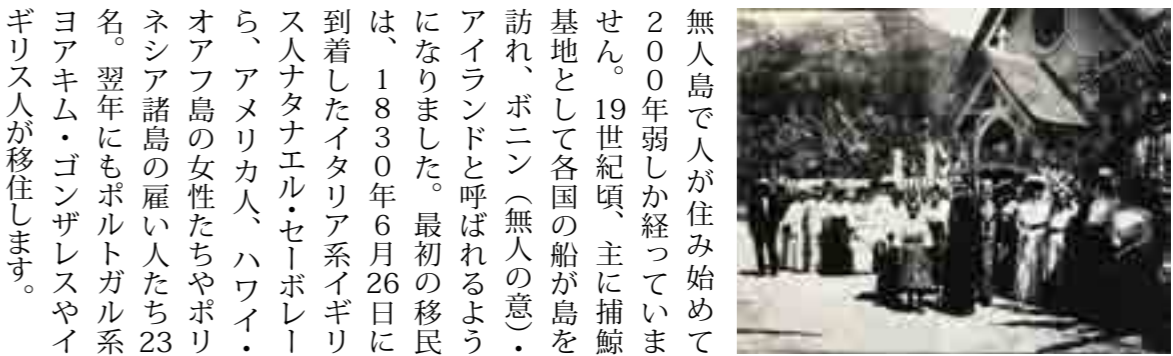 無人島で人が住み始めて
２００年弱しか経っていま
せん。19世紀頃、主に捕鯨
基地として各国の船が島を
訪れ、ボニン（無人の意）・
アイランドと呼ばれるよう
になりました。最初の移民
は、１８３０年６月26日に
到着したイタリア系イギリ
ス人ナタナエル・セーボレー
ら、アメリカ人、ハワイ・
オアフ島の女性たちやポリ
ネシア諸島の雇い人たち23
名。翌年にもポルトガル系
ヨアキム・ゴンザレスやイ
ギリス人が移住します。